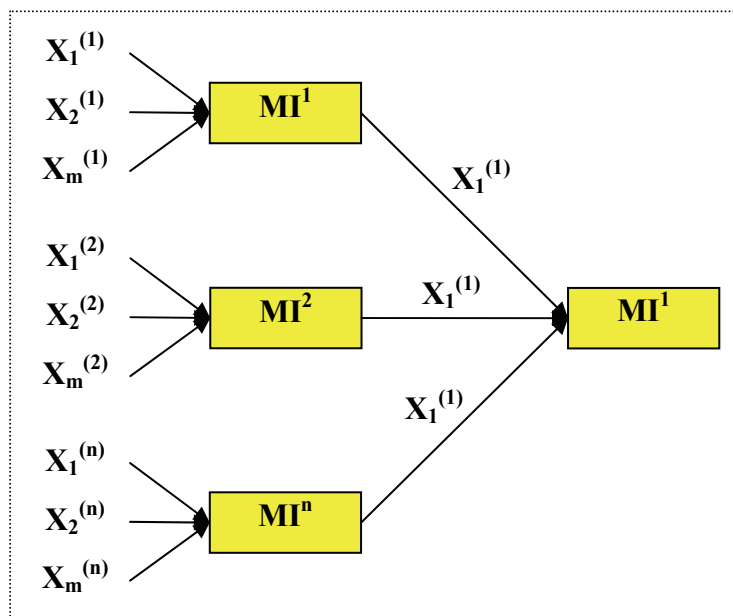 X₁⁽¹⁾
X₂⁽¹⁾
Xₘ⁽¹⁾
MI¹
X₁⁽¹⁾
X₁⁽²⁾
X₂⁽²⁾
Xₘ⁽²⁾
MI²
X₁⁽¹⁾
MI¹
X₁⁽ⁿ⁾
X₂⁽ⁿ⁾
Xₘ⁽ⁿ⁾
MIⁿ
X₁⁽¹⁾